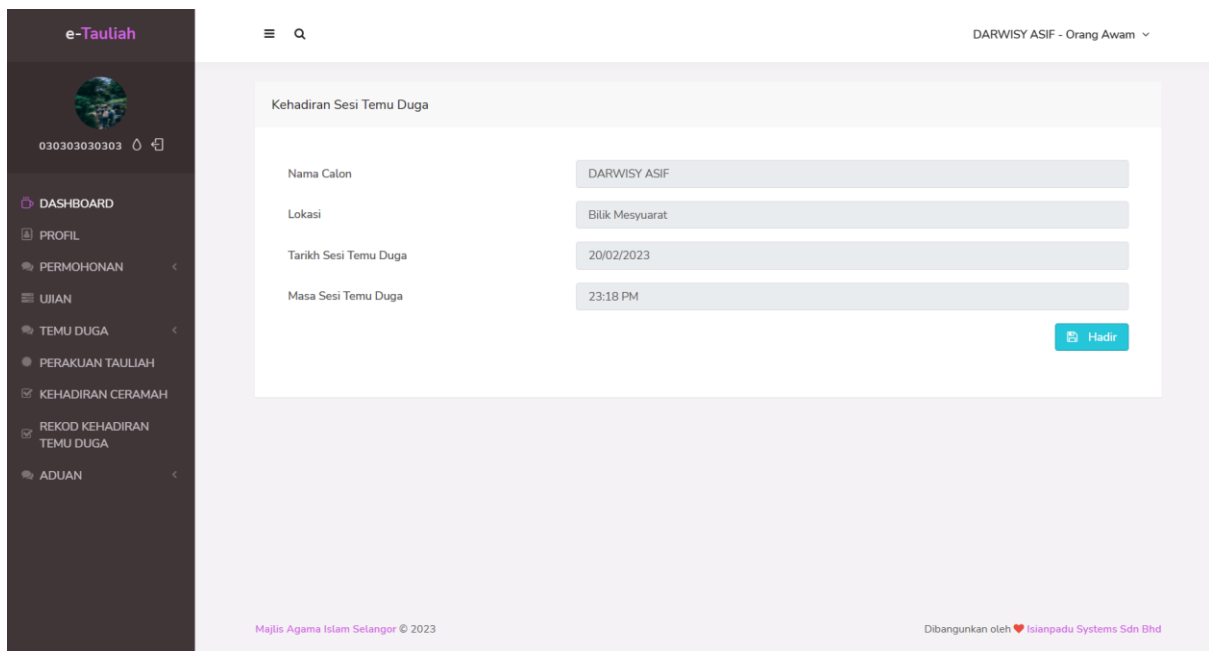 e-Tauliah
DARWISY ASIF - Orang Awam
030303030303
DASHBOARD
PROFIL
PERMOHONAN
UJIAN
TEMU DUGA
PERAKUAN TAULIAH
KEHADIRAN CERAMAH
REKOD KEHADIRAN
TEMU DUGA
ADUAN
Kehadiran Sesi Temu Duga
Nama Calon DARWISY ASIF
Lokasi Bilik Mesyuarat
Tarikh Sesi Temu Duga 20/02/2023
Masa Sesi Temu Duga 23:18 PM
Hadir
Majlis Agama Islam Selangor © 2023
Dibangunkan oleh ❤ Isianpadu Systems Sdn Bhd